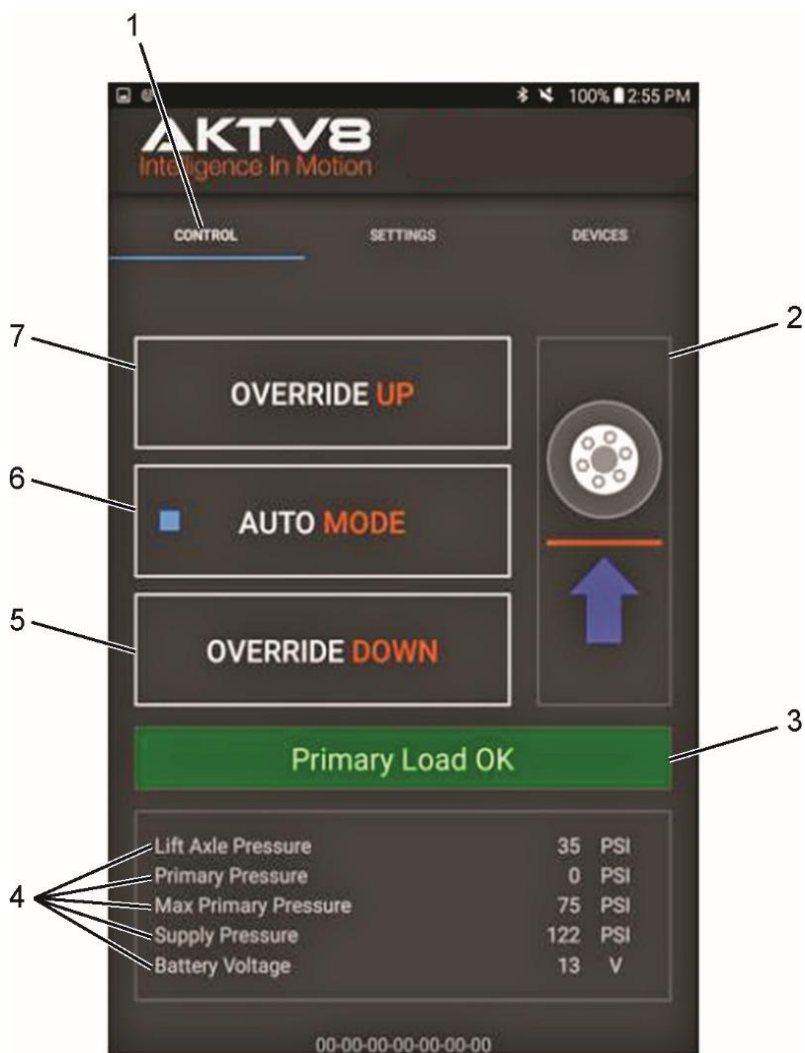 1
100% 2:55 PM
AKTV8
Intelligence In Motion
CONTROL SETTINGS DEVICES
7
2
OVERRIDE UP
6
AUTO MODE
5
OVERRIDE DOWN
3
Primary Load OK
4
Lift Axle Pressure 35 PSI
Primary Pressure 0 PSI
Max Primary Pressure 75 PSI
Supply Pressure 122 PSI
Battery Voltage 13 V
00-00-00-00-00-00-00